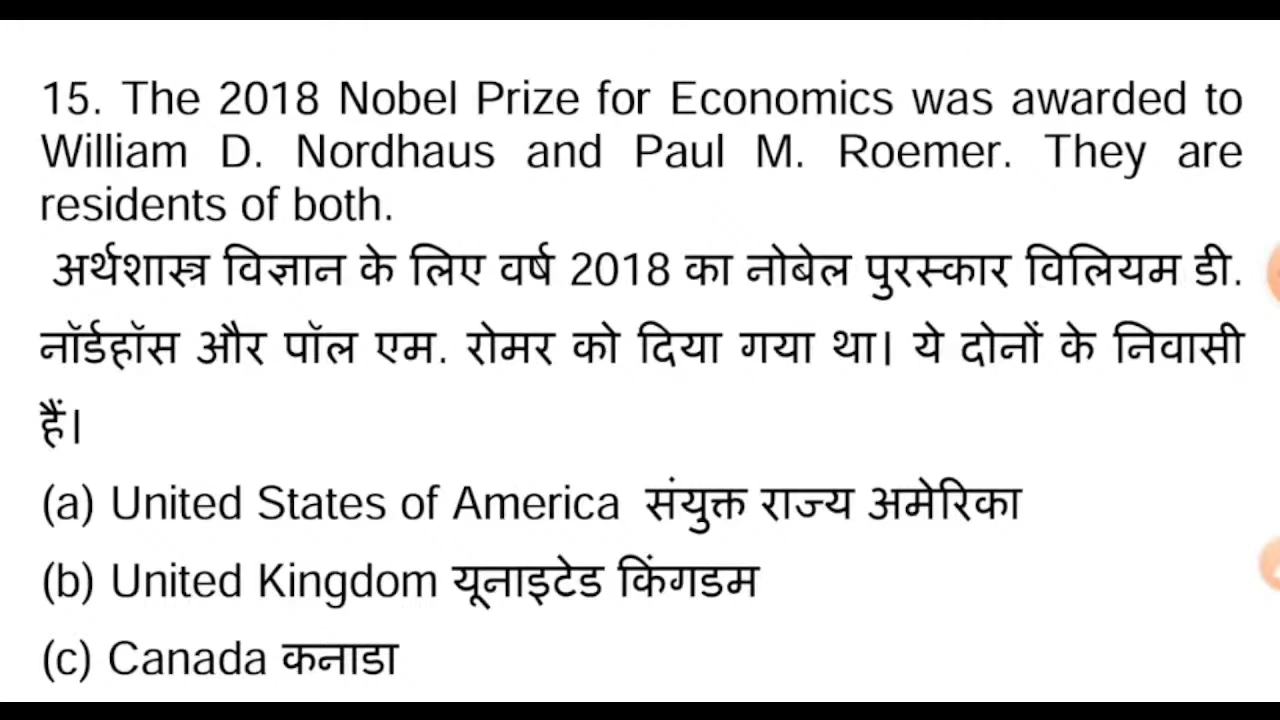 15. The 2018 Nobel Prize for Economics was awarded to
William D. Nordhaus and Paul M. Roemer. They are
residents of both.
अर्थशास्त्र विज्ञान के लिए वर्ष 2018 का नोबेल पुरस्कार विलियम डी.
नॉर्डहॉस और पॉल एम. रोमर को दिया गया था। ये दोनों के निवासी
हैं।
(a) United States of America संयुक्त राज्य अमेरिका
(b) United Kingdom यूनाइटेड किंगडम
(c) Canada कनाडा